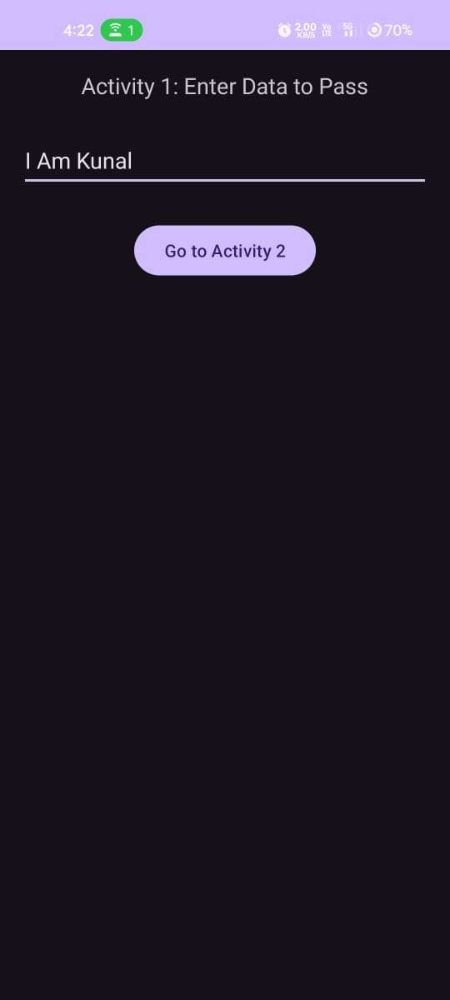 4:22 1 2.00 KB/S Vo LTE 5G 70%
Activity 1: Enter Data to Pass
I Am Kunal
Go to Activity 2